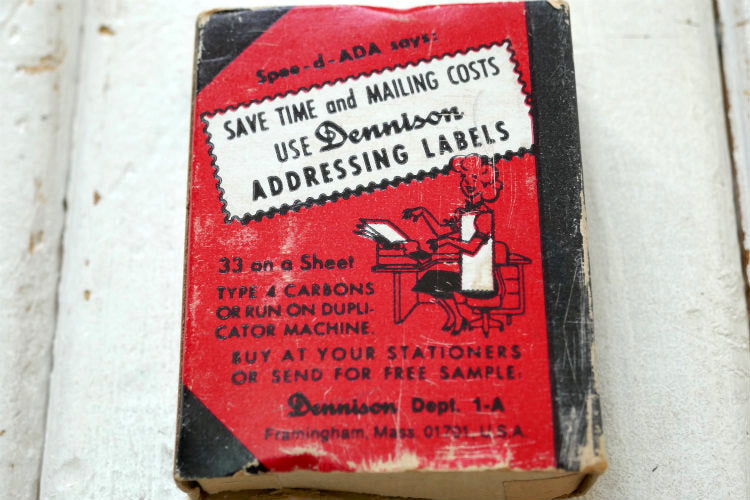 Spee-d-ADA says:
SAVE TIME and MAILING COSTS
USE Dennison
ADDRESSING LABELS
33 on a Sheet
TYPE 4 CARBONS
OR RUN ON DUPLI-
CATOR MACHINE.
BUY AT YOUR STATIONERS
OR SEND FOR FREE SAMPLE:
Dennison Dept. 1-A
Framingham, Mass. 01701, U.S.A.